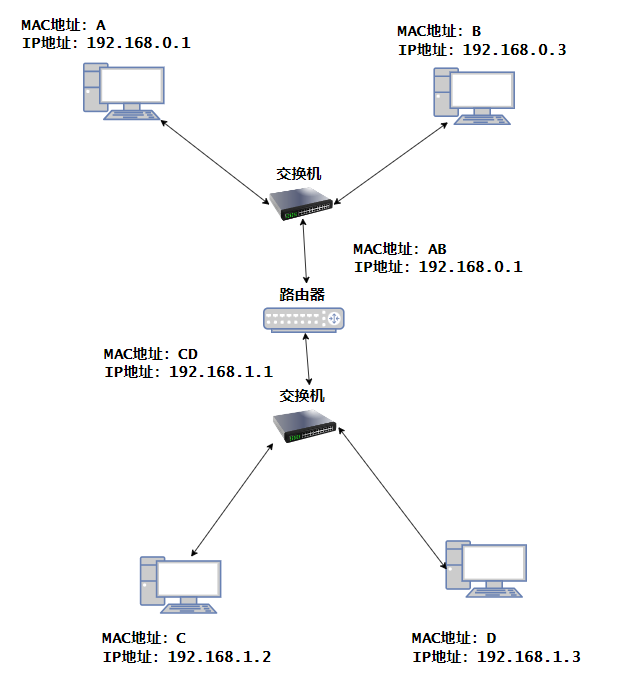 MAC地址: A
IP地址: 192.168.0.1
MAC地址: B
IP地址: 192.168.0.3
交换机
MAC地址: AB
IP地址: 192.168.0.1
路由器
MAC地址: CD
IP地址: 192.168.1.1
交换机
MAC地址: C
IP地址: 192.168.1.2
MAC地址: D
IP地址: 192.168.1.3